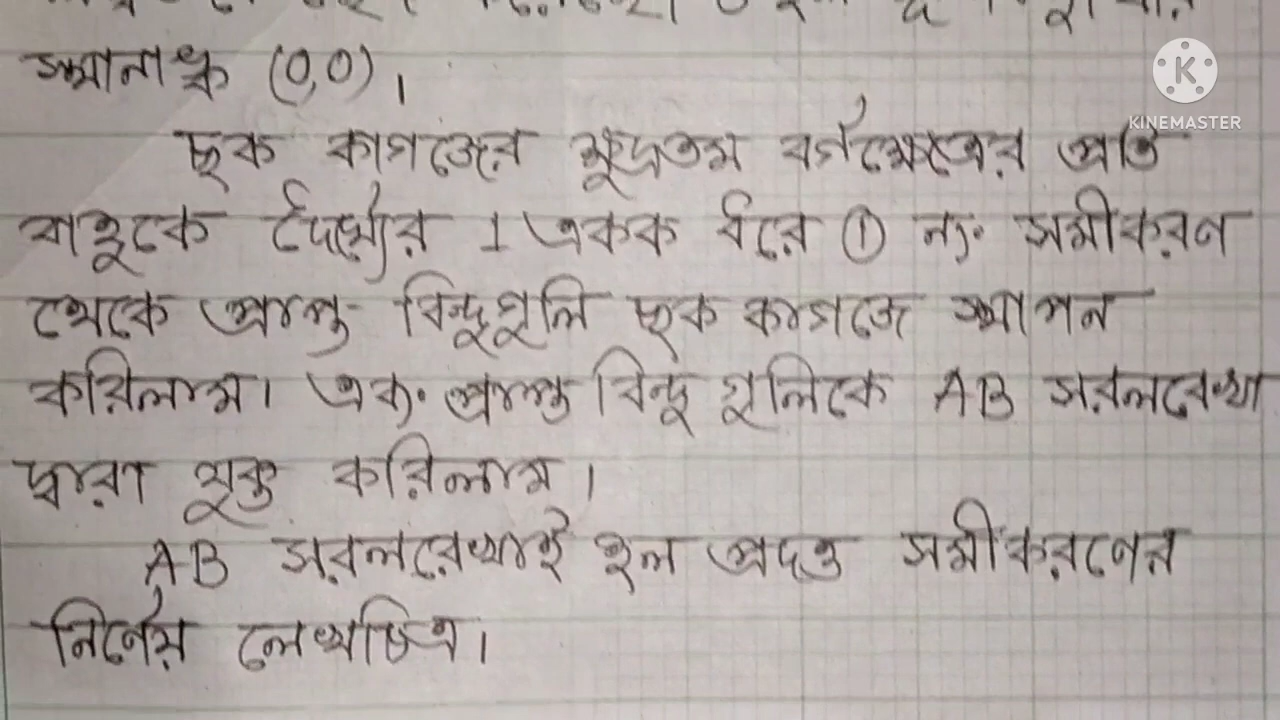 স্থানাঙ্ক (0,0)।
K
KINEMASTER
ছক কাগজের ক্ষুদ্রতম বর্গক্ষেত্রের প্রতি
বাহুকে দৈর্ঘ্যের 1 একক ধরে ① নং সমীকরণ
থেকে প্রাপ্ত বিন্দুগুলি ছক কাগজে স্থাপন
করিলাম। এবং প্রাপ্ত বিন্দু গুলিকে AB সরলরেখা
দ্বারা যুক্ত করিলাম।
AB সরলরেখাই হল প্রদত্ত সমীকরণের
নির্ণেয় লেখচিত্র।